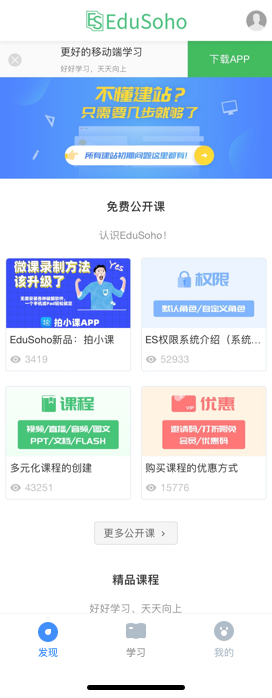 EduSoho
更好的移动端学习
好好学习、天天向上
下载APP
不懂建站？
只需要几步就够了
所有建站初期问题这里都有!
免费公开课
认识EduSoho!
微课录制方法
该升级了
Yes
拍小课APP
EduSoho新品：拍小课
3419
权限
默认角色/自定义角色
ES权限系统介绍（系统...
52933
课程
视频/直播/音频/图文
PPT/文档/FLASH
多元化课程的创建
43251
VIP
优惠
邀请码/打折限免
会员/优惠码
购买课程的优惠方式
15776
更多公开课 >
精品课程
好好学习、天天向上
发现
学习
我的